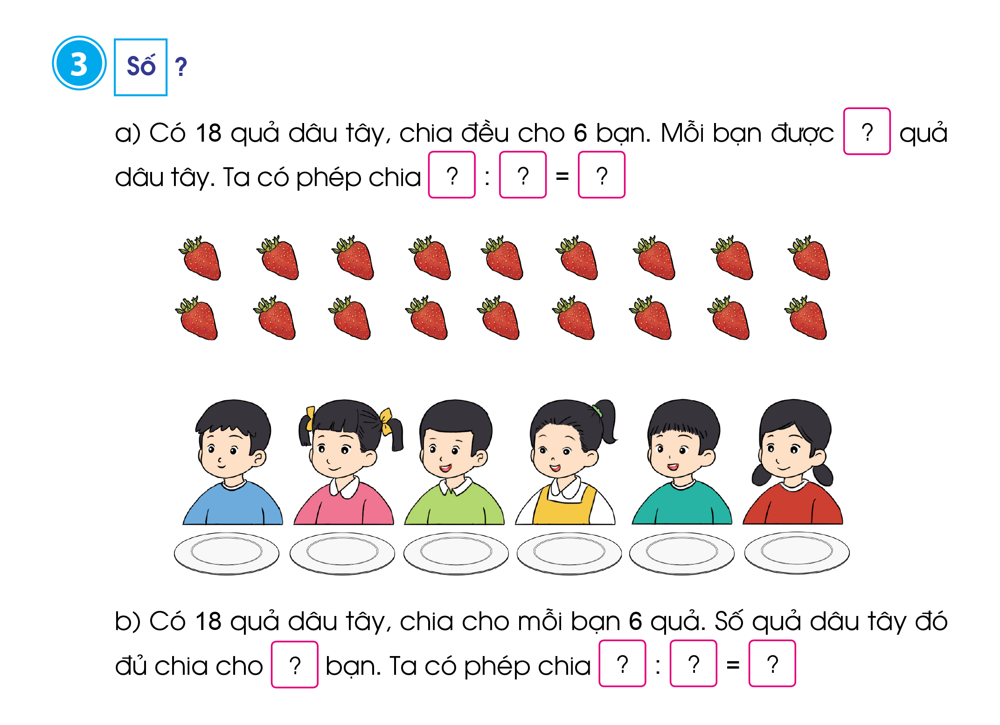 3 Số ?
a) Có 18 quả dâu tây, chia đều cho 6 bạn. Mỗi bạn được ? quả
dâu tây. Ta có phép chia ? : ? = ?
b) Có 18 quả dâu tây, chia cho mỗi bạn 6 quả. Số quả dâu tây đó
đủ chia cho ? bạn. Ta có phép chia ? : ? = ?